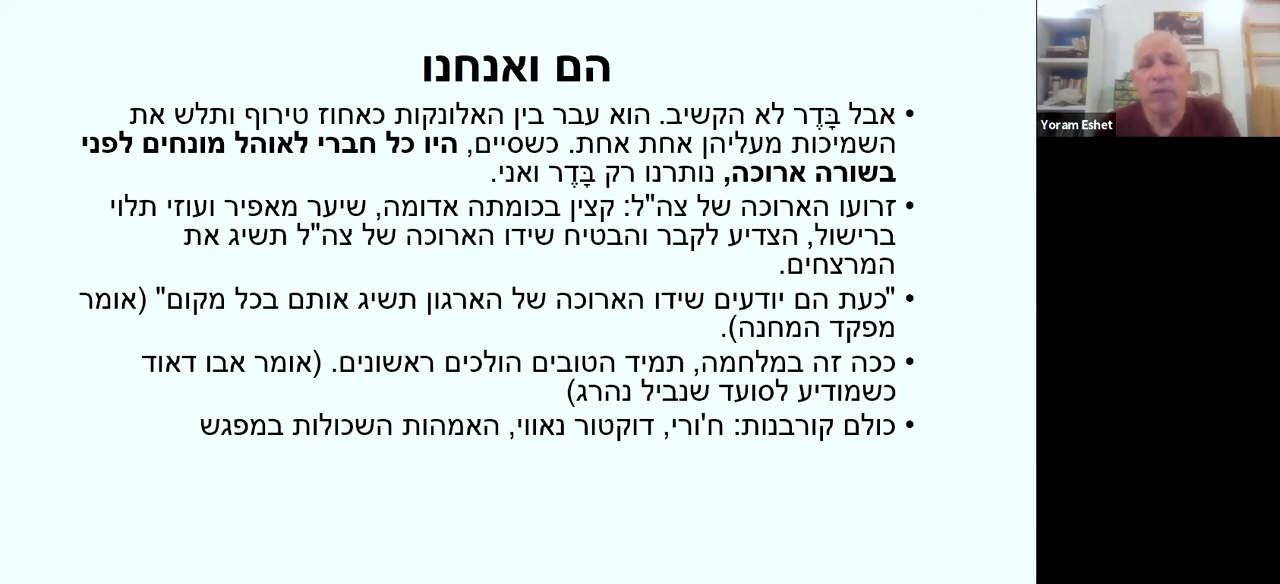 הם ואנחנו
• אבל בָּדֶר לא הקשיב. הוא עבר בין האלונקות כאחוז טירוף ותלש את
השמיכות מעליהן אחת אחת. כשסיים, היו כל חברי לאוהל מונחים לפני
בשורה ארוכה, נותרנו רק בָּדֶר ואני.
• זרועו הארוכה של צה"ל: קצין בכומתה אדומה, שיער מאפיר ועוזי תלוי
ברישול, הצדיע לקבר והבטיח שידו הארוכה של צה"ל תשיג את
המרצחים.
• "כעת הם יודעים שידו הארוכה של הארגון תשיג אותם בכל מקום" (אומר
מפקד המחנה).
• ככה זה במלחמה, תמיד הטובים הולכים ראשונים. (אומר אבו דאוד
כשמודיע לסועד שנביל נהרג)
• כולם קורבנות: ח'ורי, דוקטור נאווי, האמהות השכולות במפגש
Yoram Eshet